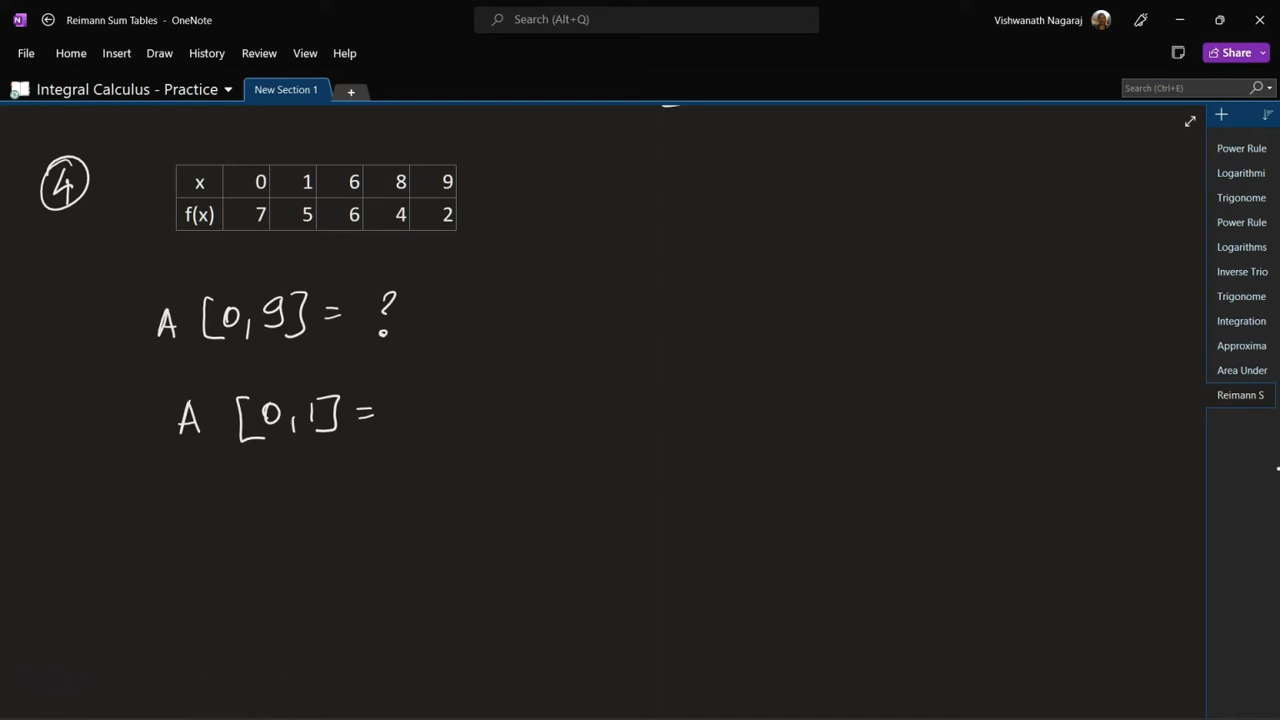 Reimann Sum Tables - OneNote
Search (Alt+Q)
Vishwanath Nagaraj
File Home Insert Draw History Review View Help
Share
Integral Calculus - Practice
New Section 1
Search (Ctrl+E)
Power Rule
Logarithmi
Trigonome
Power Rule
Logarithms
Inverse Trio
Trigonome
Integration
Approxima
Area Under
Reimann S
4
x 0 1 6 8 9
f(x) 7 5 6 4 2
A [0,9] = ?
A [0,1] =